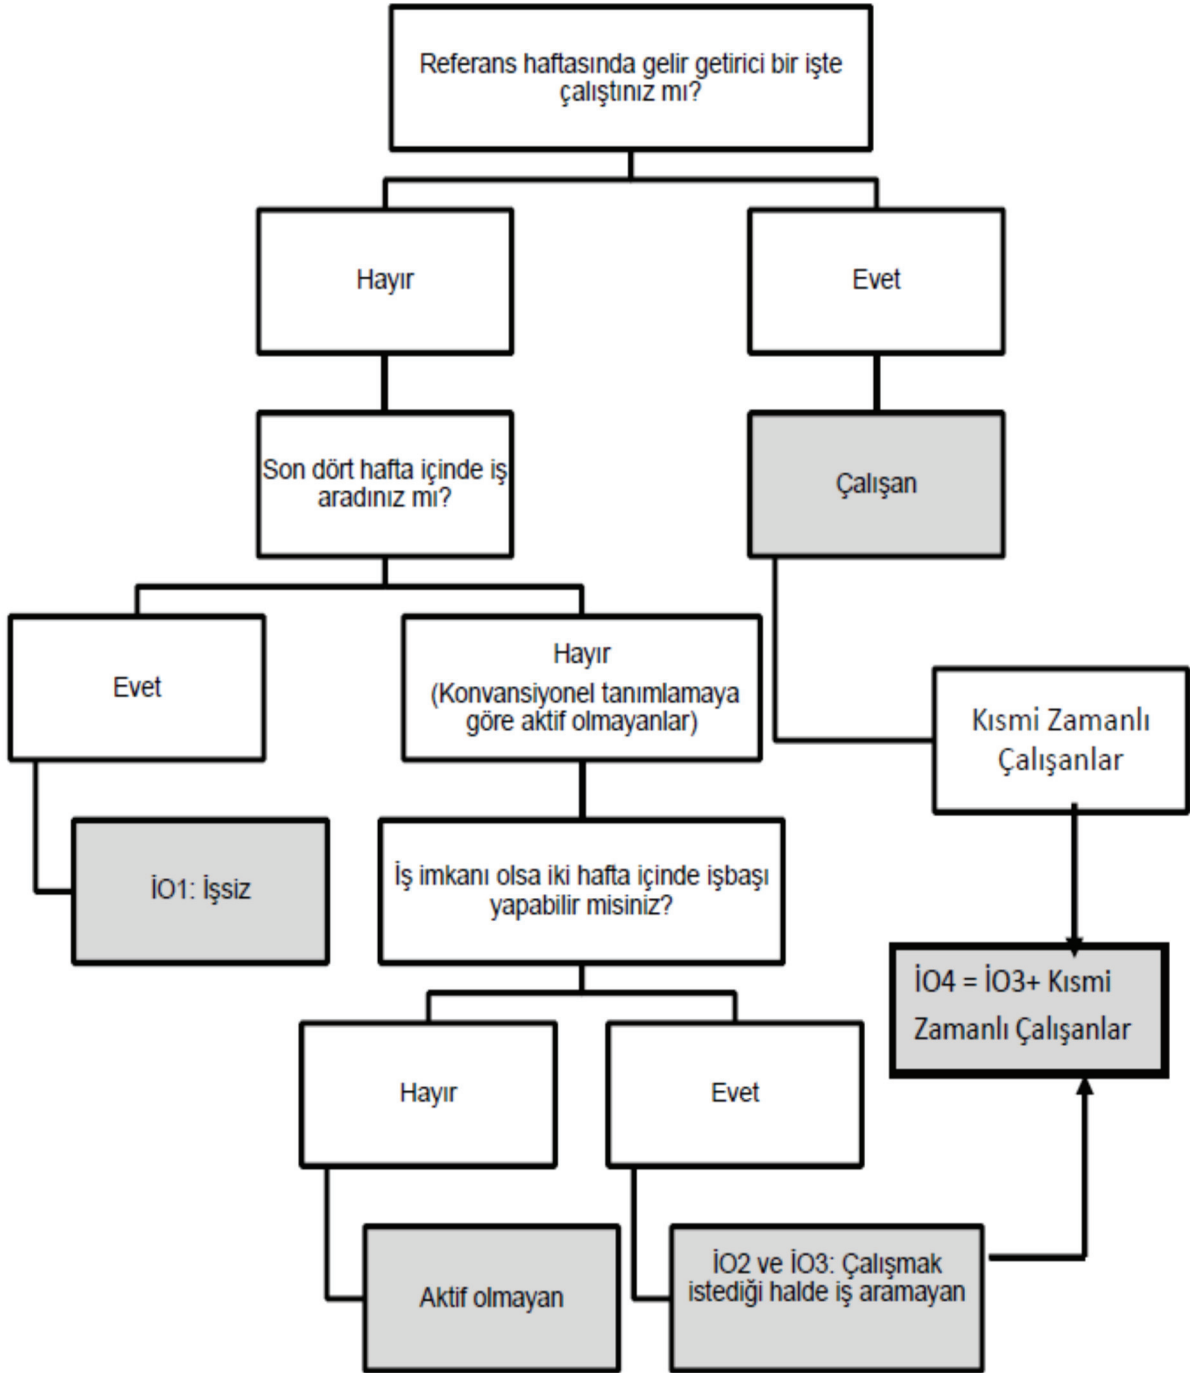 Referans haftasında gelir getirici bir işte
çalıştınız mı?
Hayır
Evet
Son dört hafta içinde iş
aradınız mı?
Çalışan
Evet
Hayır
(Konvansiyonel tanımlamaya
göre aktif olmayanlar)
Kısmi Zamanlı
Çalışanlar
İO1: İşsiz
İş imkanı olsa iki hafta içinde işbaşı
yapabilir misiniz?
İO4 = İO3+ Kısmi
Zamanlı Çalışanlar
Hayır
Evet
Aktif olmayan
İO2 ve İO3: Çalışmak
istediği halde iş aramayan